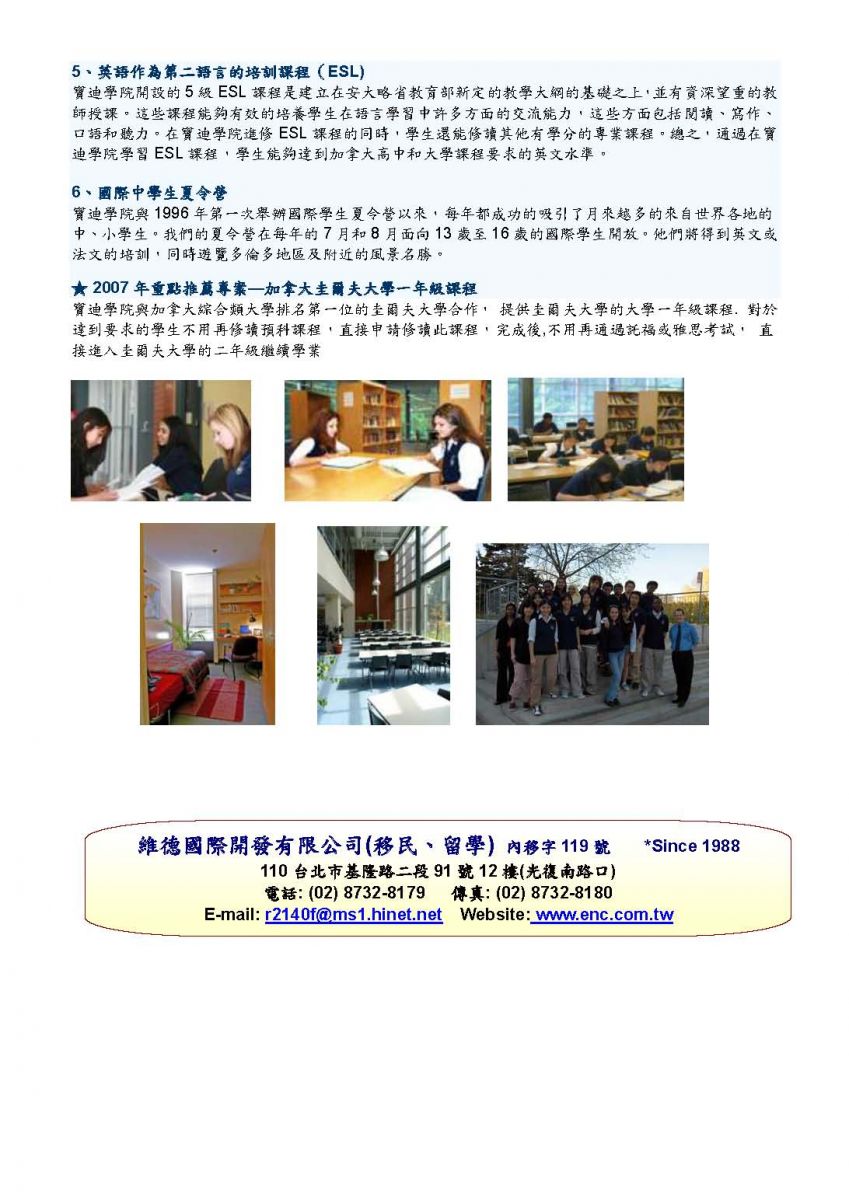 5、英語作為第二語言的培訓課程（ESL)
寶迪學院開設的 5 級 ESL 課程是建立在安大略省教育部新定的教學大綱的基礎之上,並有資深望重的教
師授課。這些課程能夠有效的培養學生在語言學習中許多方面的交流能力，這些方面包括閱讀、寫作、
口語和聽力。在寶迪學院進修 ESL 課程的同時，學生還能修讀其他有學分的專業課程。總之，通過在寶
迪學院學習 ESL 課程，學生能夠達到加拿大高中和大學課程要求的英文水準。
6、國際中學生夏令營
寶迪學院與 1996 年第一次舉辦國際學生夏令營以來，每年都成功的吸引了月來越多的來自世界各地的
中、小學生。我們的夏令營在每年的 7 月和 8 月面向 13 歲至 16 歲的國際學生開放。他們將得到英文或
法文的培訓，同時遊覽多倫多地區及附近的風景名勝。
★ 2007 年重點推薦專案—加拿大圭爾夫大學一年級課程
寶迪學院與加拿大綜合類大學排名第一位的圭爾夫大學合作， 提供圭爾夫大學的大學一年級課程. 對於
達到要求的學生不用再修讀預科課程，直接申請修讀此課程，完成後,不用再通過託福或雅思考試， 直
接進入圭爾夫大學的二年級繼續學業
維德國際開發有限公司(移民、留學) 內移字 119 號 *Since 1988
110 台北市基隆路二段 91 號 12 樓(光復南路口)
電話: (02) 8732-8179 傳真: (02) 8732-8180
E-mail: r2140f@ms1.hinet.net Website: www.enc.com.tw